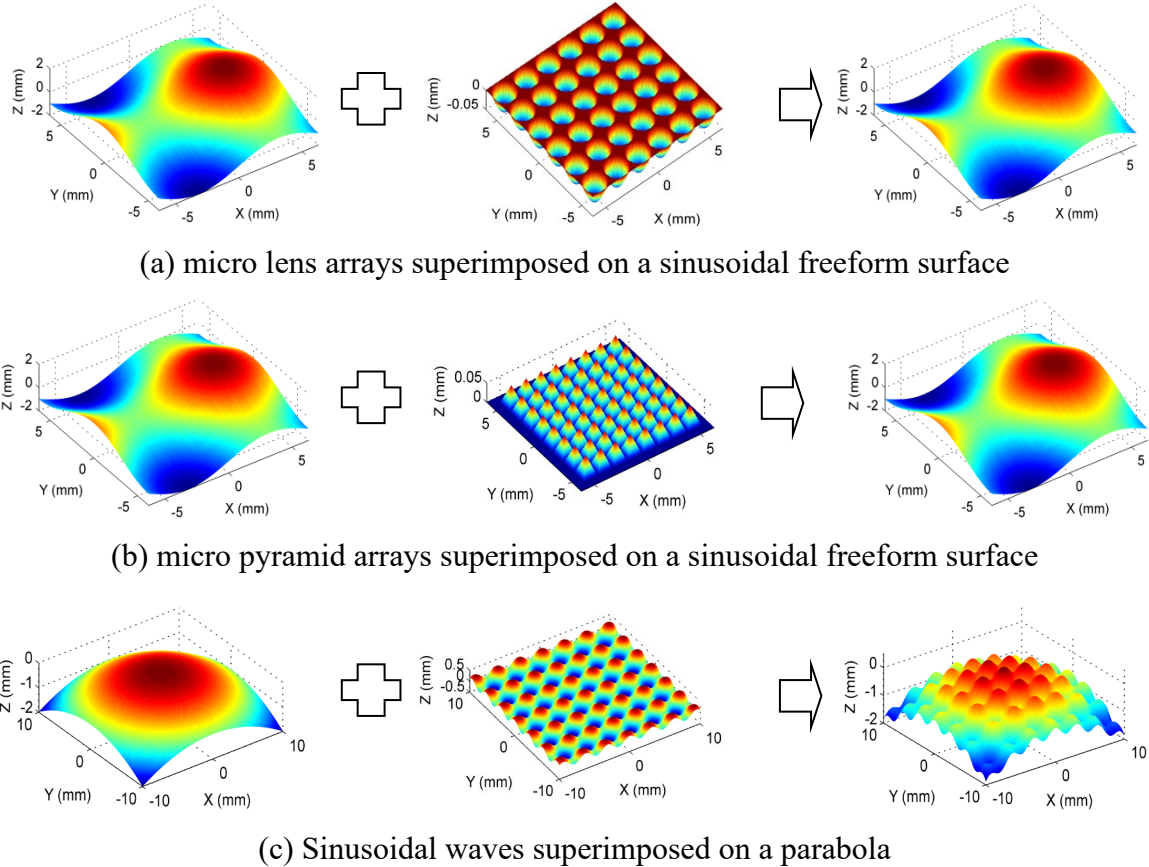 2
0
-2
Z (mm)
5
0
-5
Y (mm)
-5
0
5
X (mm)
0
-0.05
Z (mm)
5
0
-5
Y (mm)
-5
0
5
X (mm)
2
0
-2
Z (mm)
5
0
-5
Y (mm)
-5
0
5
X (mm)
(a) micro lens arrays superimposed on a sinusoidal freeform surface
2
0
-2
Z (mm)
5
0
-5
Y (mm)
-5
0
5
X (mm)
0.05
0
Z (mm)
5
0
-5
Y (mm)
-5
0
5
X (mm)
2
0
-2
Z (mm)
5
0
-5
Y (mm)
-5
0
5
X (mm)
(b) micro pyramid arrays superimposed on a sinusoidal freeform surface
0
-1
-2
Z (mm)
10
0
-10
Y (mm)
-10
0
10
X (mm)
0.5
0
-0.5
Z (mm)
10
0
-10
Y (mm)
-10
0
10
X (mm)
0
-1
-2
Z (mm)
10
0
-10
Y (mm)
-10
0
10
X (mm)
(c) Sinusoidal waves superimposed on a parabola